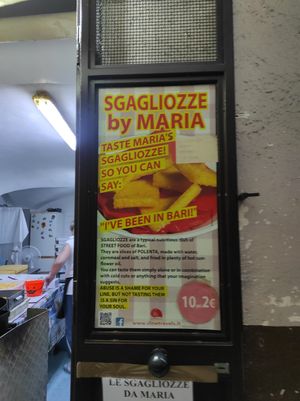 SGAGLIOZZE
by MARIA
TASTE MARIA'S
SGAGLIOZZE!
SO YOU CAN
SAY:
"I'VE BEEN IN BARI!"
SGAGLIOZZE are a typical nutritious dish of
STREET FOOD of Bari.
They are slices of POLENTA, made with water,
cornmeal and salt, and fried in plenty of hot sun-
flower oil.
You can taste them simply alone or in combination
with cold cuts or anything that your imagination
suggests.
ABUSE IS A SHAME FOR YOUR
LINE, BUT NOT TASTING THEM
IS A SIN FOR
YOUR SOUL.
10..2€
LE SGAGLIOZZE
DA MARIA